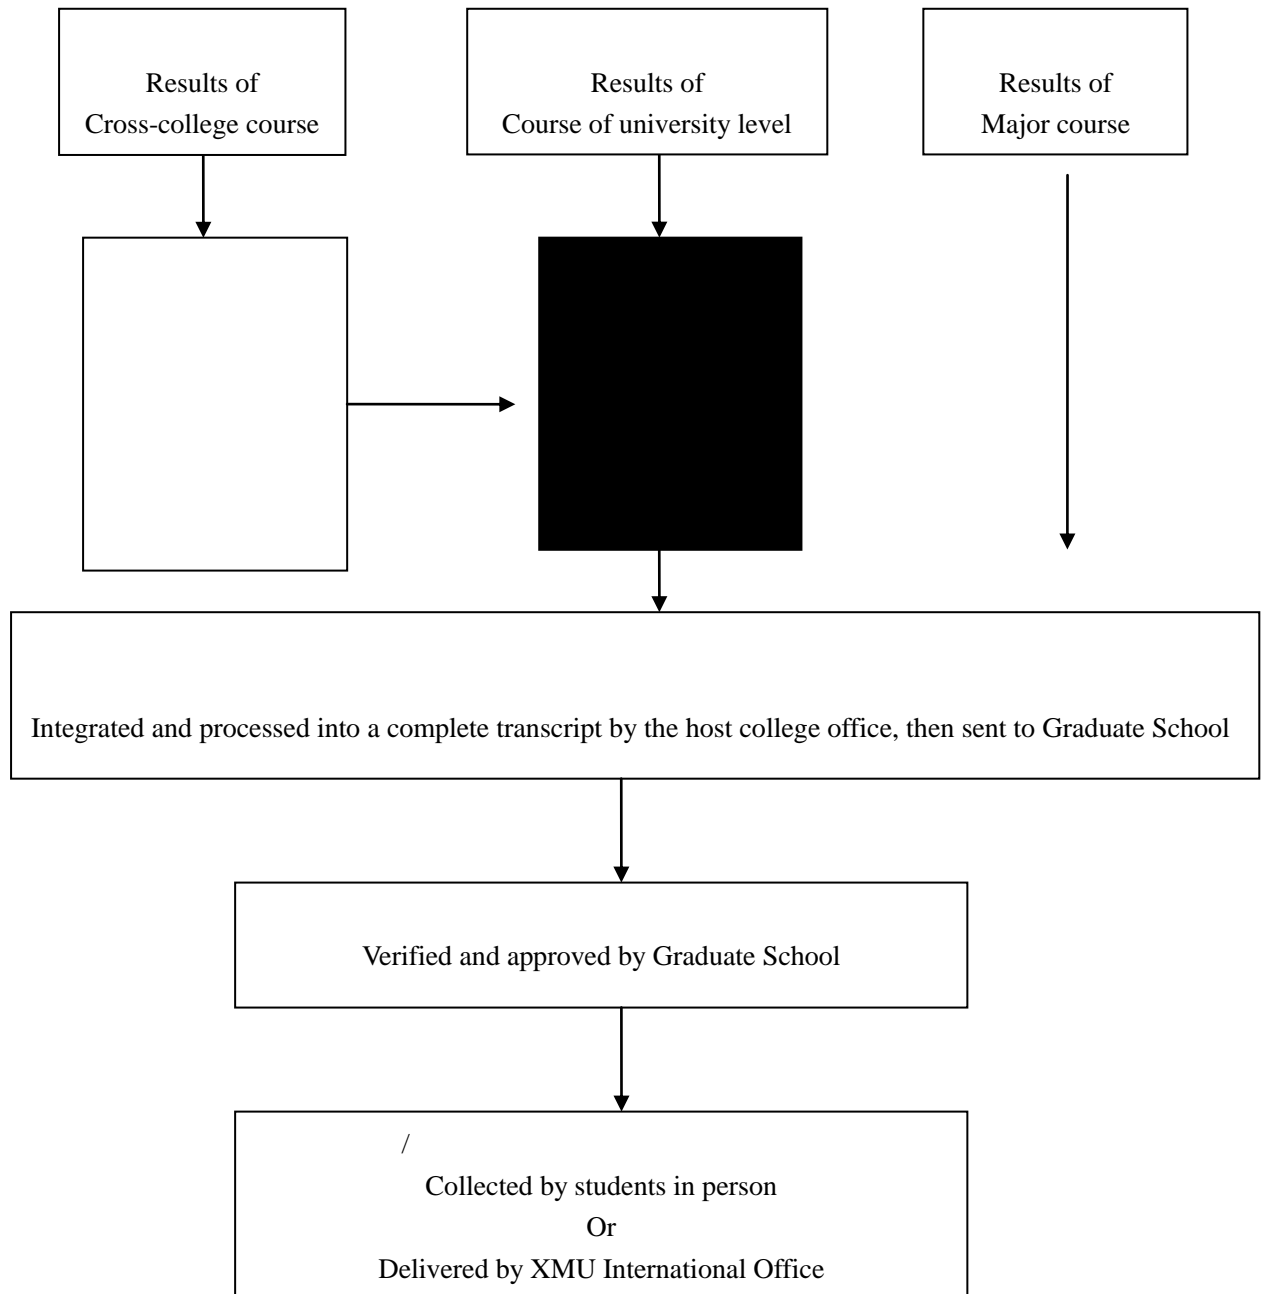 Results of
Cross-college course
Results of
Course of university level
Results of
Major course
Integrated and processed into a complete transcript by the host college office, then sent to Graduate School
Verified and approved by Graduate School
/
Collected by students in person
Or
Delivered by XMU International Office